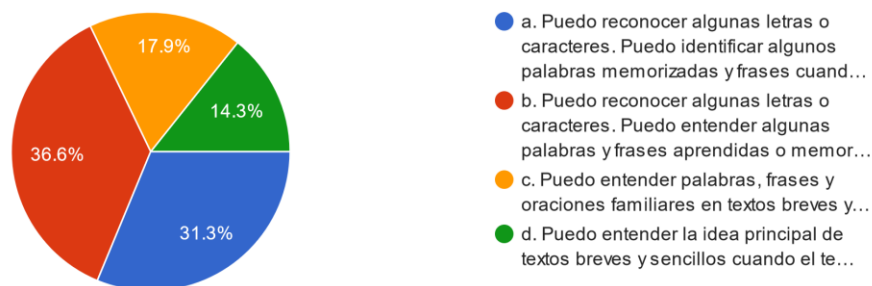 17.9%
14.3%
36.6%
31.3%
a. Puedo reconocer algunas letras o
caracteres. Puedo identificar algunos
palabras memorizadas y frases cuand…
b. Puedo reconocer algunas letras o
caracteres. Puedo entender algunas
palabras y frases aprendidas o memor…
c. Puedo entender palabras, frases y
oraciones familiares en textos breves y…
d. Puedo entender la idea principal de
textos breves y sencillos cuando el te…